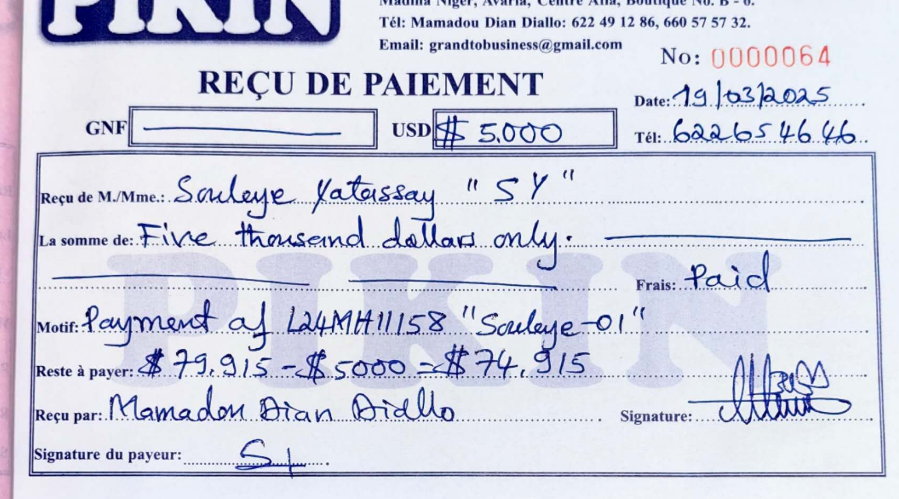 PIKIN
Madina Niger, Avaria, Centre Alfa, Boutique No. B - 6.
Tél: Mamadou Dian Diallo: 622 49 12 86, 660 57 57 32.
Email: grandtobusiness@gmail.com
No: 0000064
REÇU DE PAIEMENT
Date: 19/03/2025
GNF
USD $ 5.000
Tél: 622654646
Reçu de M./Mme.: Souleye Yatassay "SY"
La somme de: Five thousand dollars only.
Frais: Paid
PIKIN
Motif: Payment of L24MH11158 "Souleye-01"
Reste à payer: $79,915 - $5000 = $74,915
Reçu par: Mamadou Dian Diallo
Signature:
Signature du payeur: